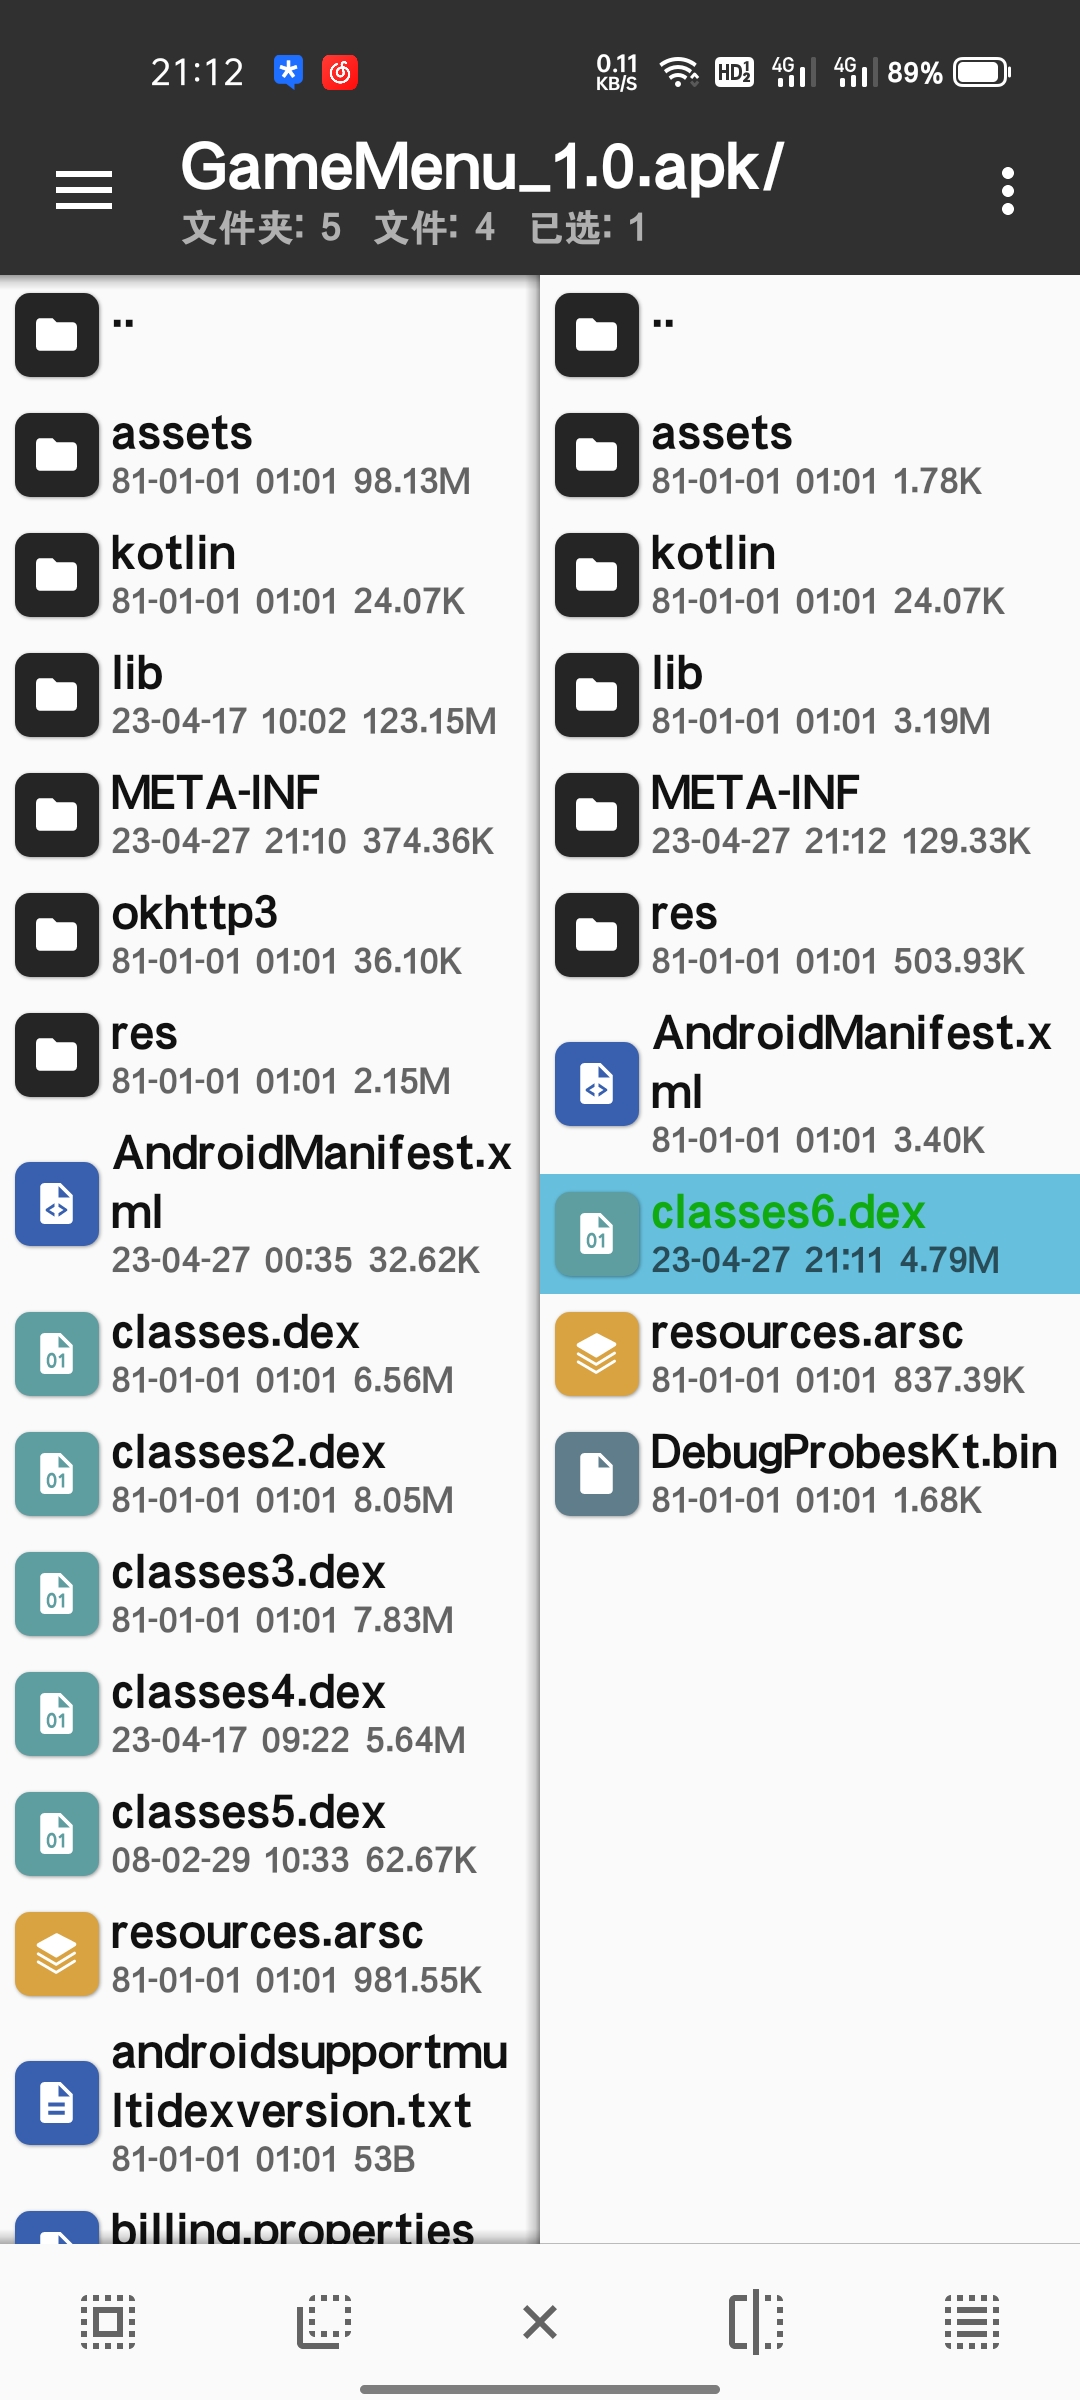 21:12
0.11
KB/S
HD 1 2
4G
4G
89%
GameMenu_1.0.apk/
文件夹: 5 文件: 4 已选: 1
..
assets
81-01-01 01:01 98.13M
kotlin
81-01-01 01:01 24.07K
lib
23-04-17 10:02 123.15M
META-INF
23-04-27 21:10 374.36K
okhttp3
81-01-01 01:01 36.10K
res
81-01-01 01:01 2.15M
AndroidManifest.x
ml
23-04-27 00:35 32.62K
classes.dex
81-01-01 01:01 6.56M
classes2.dex
81-01-01 01:01 8.05M
classes3.dex
81-01-01 01:01 7.83M
classes4.dex
23-04-17 09:22 5.64M
classes5.dex
08-02-29 10:33 62.67K
resources.arsc
81-01-01 01:01 981.55K
androidsupportmu
ltidexversion.txt
81-01-01 01:01 53B
billing.properties
..
assets
81-01-01 01:01 1.78K
kotlin
81-01-01 01:01 24.07K
lib
81-01-01 01:01 3.19M
META-INF
23-04-27 21:12 129.33K
res
81-01-01 01:01 503.93K
AndroidManifest.x
ml
81-01-01 01:01 3.40K
classes6.dex
23-04-27 21:11 4.79M
resources.arsc
81-01-01 01:01 837.39K
DebugProbesKt.bin
81-01-01 01:01 1.68K